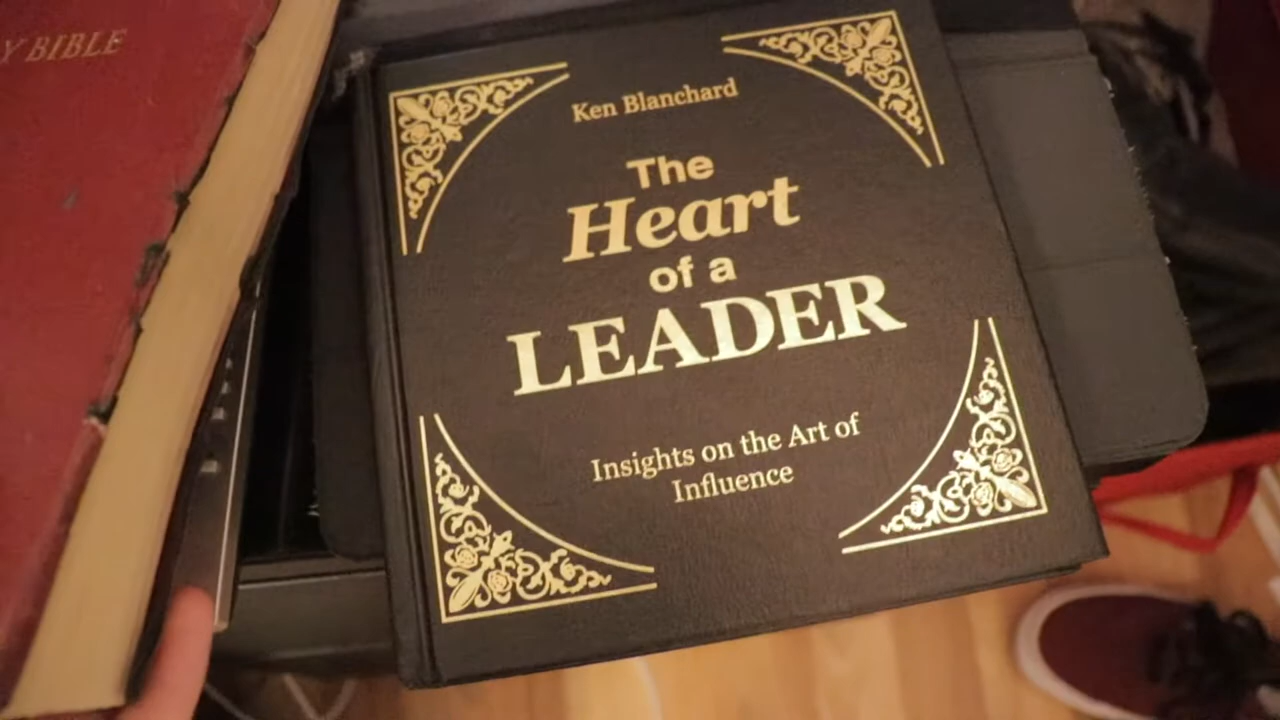 Y BIBLE
Ken Blanchard
The
Heart
of a
LEADER
Insights on the Art of
Influence